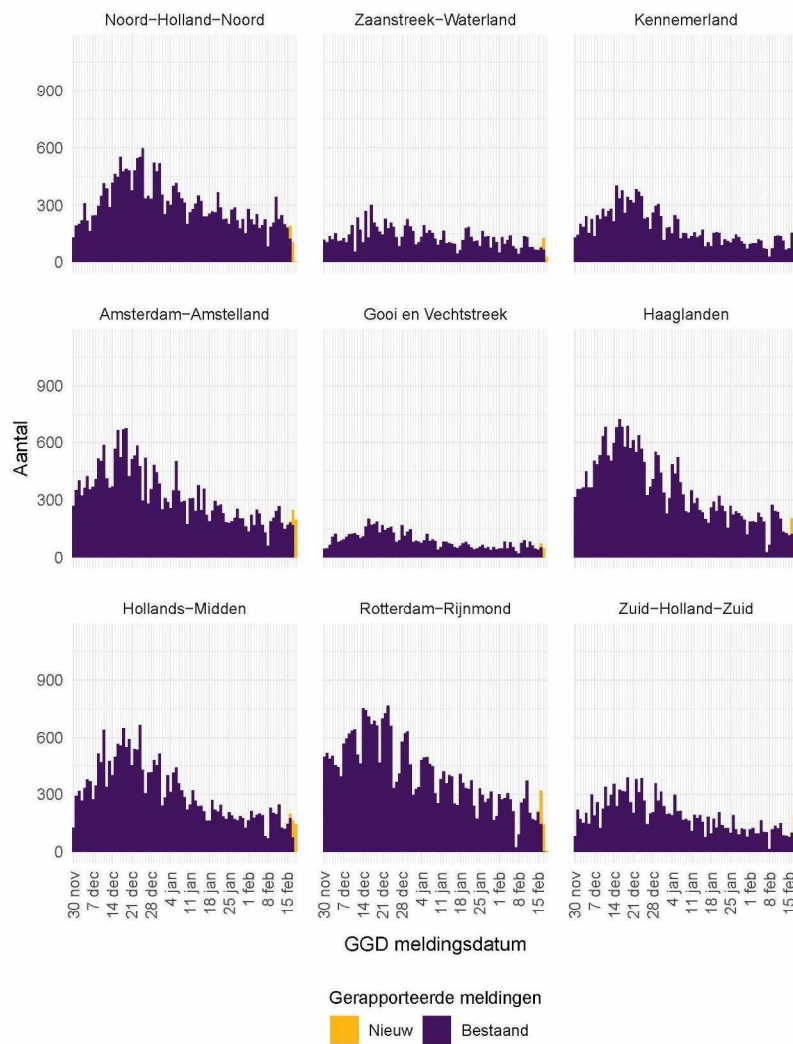 Noord−Holland−Noord
Zaanstreek−Waterland
Kennemerland
900
600
300
0
Amsterdam−Amstelland
Gooi en Vechtstreek
Haaglanden
900
600
300
0
Aantal
Hollands−Midden
Rotterdam−Rijnmond
Zuid−Holland−Zuid
900
600
300
0
30 nov
7 dec
14 dec
21 dec
28 dec
4 jan
11 jan
18 jan
25 jan
1 feb
8 feb
15 feb
30 nov
7 dec
14 dec
21 dec
28 dec
4 jan
11 jan
18 jan
25 jan
1 feb
8 feb
15 feb
30 nov
7 dec
14 dec
21 dec
28 dec
4 jan
11 jan
18 jan
25 jan
1 feb
8 feb
15 feb
GGD meldingsdatum
Gerapporteerde meldingen
Nieuw
Bestaand